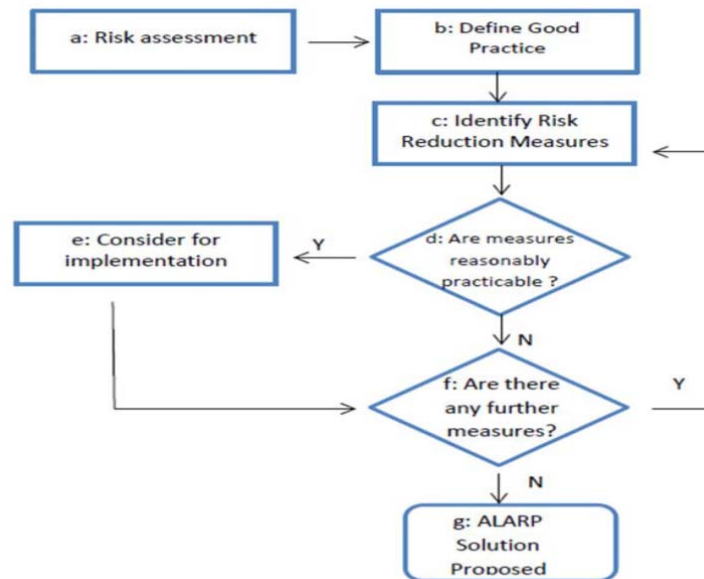 a: Risk assessment
b: Define Good
Practice
c: Identify Risk
Reduction Measures
d: Are measures
reasonably
practicable ?
Y
e: Consider for
implementation
N
f: Are there
any further
measures?
Y
N
g: ALARP
Solution
Proposed